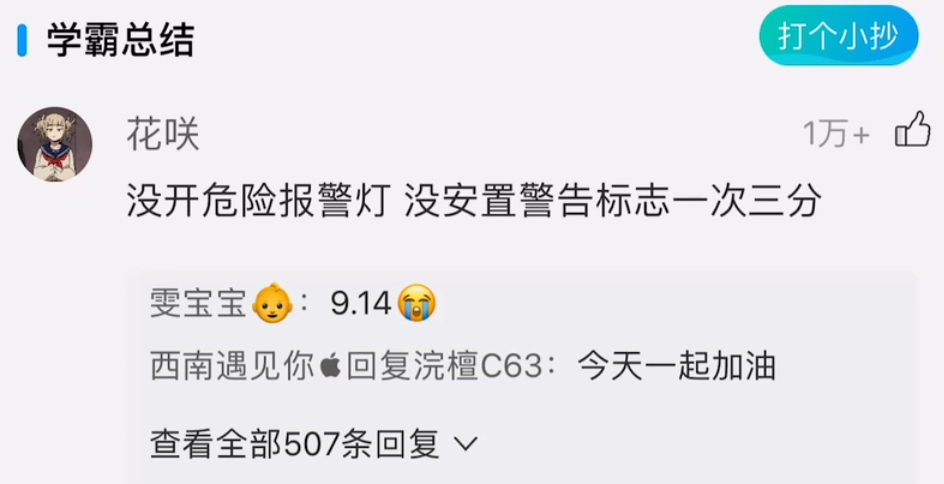 学霸总结
打个小抄
花咲
1万+
没开危险报警灯 没安置警告标志一次三分
雯宝宝👶：9.14😭
西南遇见你🍎回复浣檀C63：今天一起加油
查看全部507条回复